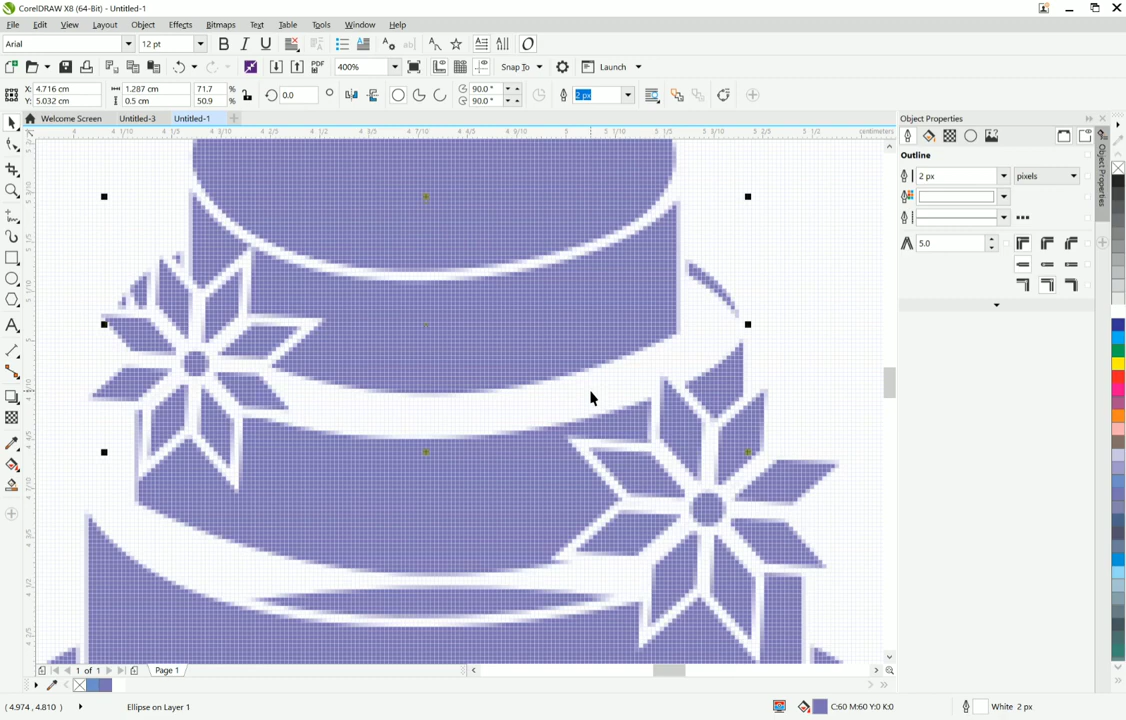 CorelDRAW X8 (64-Bit) - Untitled-1
File Edit View Layout Object Effects Bitmaps Text Table Tools Window Help
Arial 12 pt B I U ab| O
PDF 400% Snap To Launch
X: 4.716 cm 1.287 cm 71.7 % 0.0 ° 90.0 ° 2 px
Y: 5.032 cm 0.5 cm 50.9 % 90.0 °
Welcome Screen Untitled-3 Untitled-1
centimeters
Object Properties
Outline
2 px pixels
5.0
Object Properties
1 of 1 Page 1
( 4.974 , 4.810 ) Ellipse on Layer 1 C:60 M:60 Y:0 K:0 White 2 px